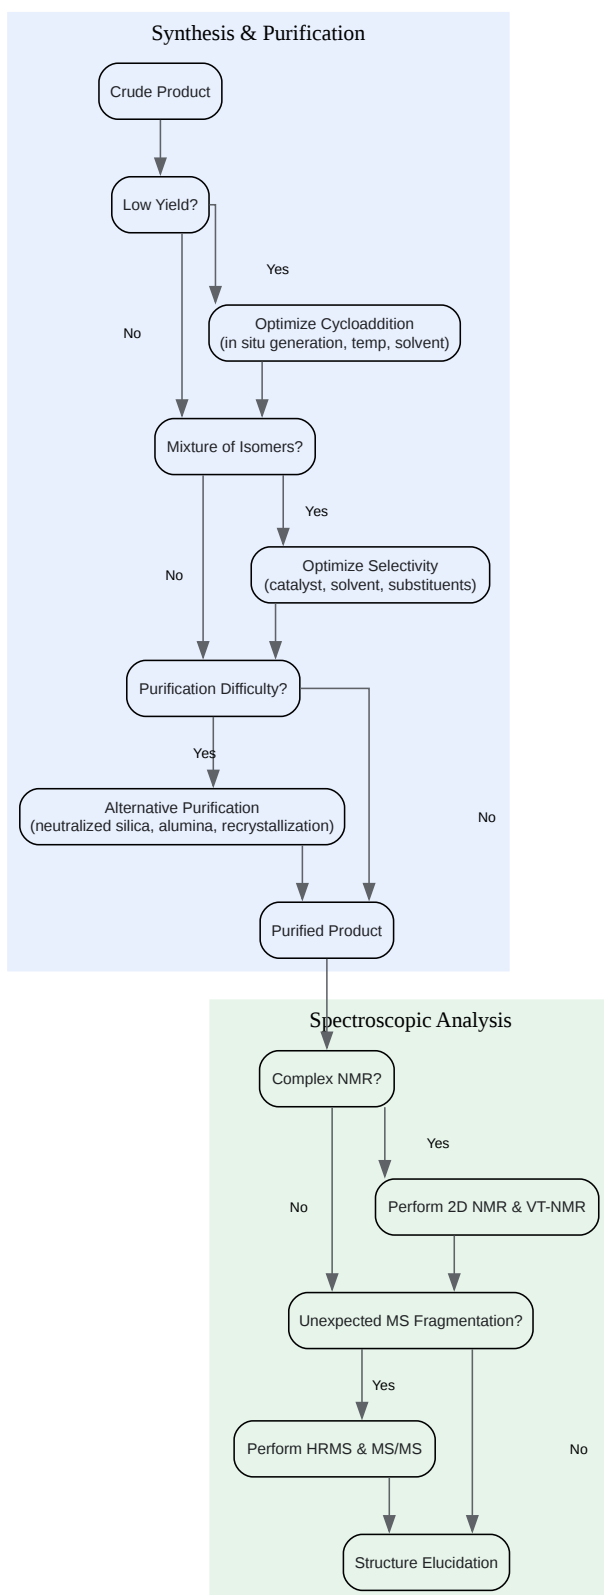 Synthesis & Purification
Crude Product
Low Yield?
Yes
Optimize Cycloaddition
(in situ generation, temp, solvent)
No
Mixture of Isomers?
Yes
Optimize Selectivity
(catalyst, solvent, substituents)
No
Purification Difficulty?
Yes
Alternative Purification
(neutralized silica, alumina, recrystallization)
No
Purified Product
Spectroscopic Analysis
Complex NMR?
Yes
Perform 2D NMR & VT-NMR
No
Unexpected MS Fragmentation?
Yes
Perform HRMS & MS/MS
No
Structure Elucidation